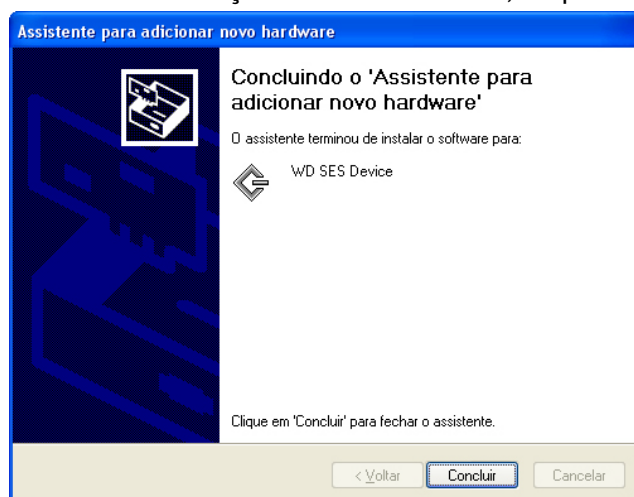 Assistente para adicionar novo hardware
Concluindo o 'Assistente para
adicionar novo hardware'
O assistente terminou de instalar o software para:
WD SES Device
Clique em 'Concluir' para fechar o assistente.
< Voltar Concluir Cancelar